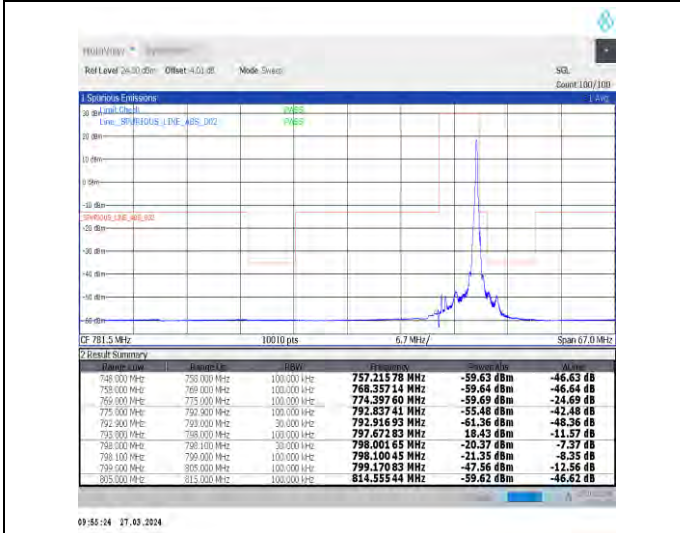 MultiView
Ref Level 24.00 dBm Offset -4.01 dB Mode Sweep SGL
Count 100/100
1 Spurious Emissions 1 Avg
Limit Check PASS
Line _SPURIOUS_LINE_ABS_002 PASS
30 dBm
20 dBm
10 dBm
0 dBm
-10 dBm
-20 dBm
-30 dBm
-40 dBm
-50 dBm
-60 dBm
CF 781.5 MHz 10010 pts 6.7 MHz/ Span 67.0 MHz
2 Result Summary
Range Low Range Up RBW Frequency Power Abs ΔLimit
748.000 MHz 758.000 MHz 100.000 kHz 757.21578 MHz -59.63 dBm -46.63 dB
758.000 MHz 769.000 MHz 100.000 kHz 768.35714 MHz -59.64 dBm -46.64 dB
769.000 MHz 775.000 MHz 100.000 kHz 774.39760 MHz -59.69 dBm -24.69 dB
775.000 MHz 792.900 MHz 100.000 kHz 792.83741 MHz -55.48 dBm -42.48 dB
792.900 MHz 793.000 MHz 30.000 kHz 792.91693 MHz -61.36 dBm -48.36 dB
793.000 MHz 798.000 MHz 100.000 kHz 797.67283 MHz 18.43 dBm -11.57 dB
798.000 MHz 798.100 MHz 30.000 kHz 798.00165 MHz -20.37 dBm -7.37 dB
798.100 MHz 799.000 MHz 100.000 kHz 798.10045 MHz -21.35 dBm -8.35 dB
799.000 MHz 805.000 MHz 100.000 kHz 799.17083 MHz -47.56 dBm -12.56 dB
805.000 MHz 815.000 MHz 100.000 kHz 814.55544 MHz -59.62 dBm -46.62 dB
09:55:24 27.03.2024